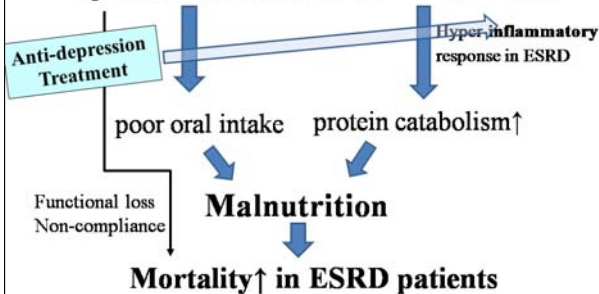 Hyper-inflammatory
response in ESRD
Anti-depression
Treatment
poor oral intake
protein catabolism↑
Functional loss
Non-compliance
Malnutrition
Mortality↑ in ESRD patients